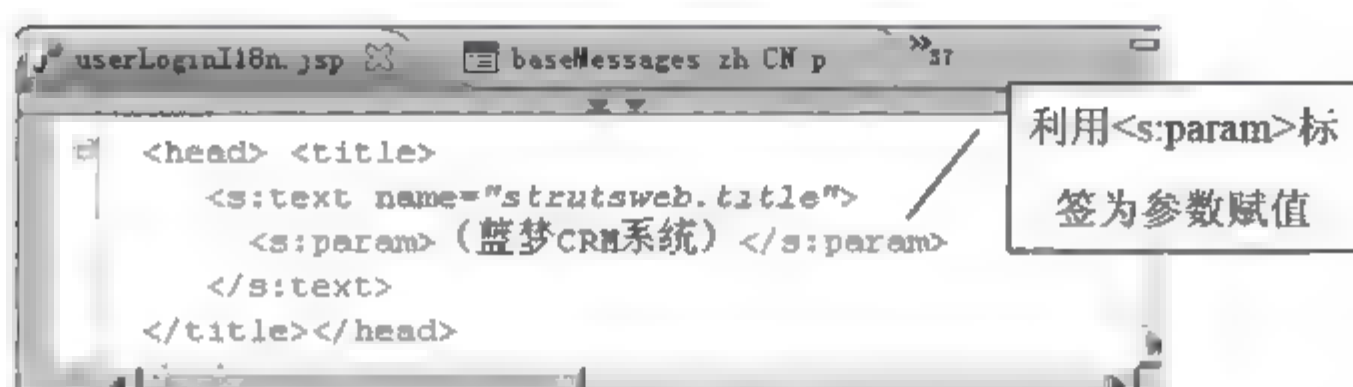 userLoginI18n.jsp
baseMessages zh CN p
»37
<head> <title>
<s:text name="strutsweb.title">
<s:param>（蓝梦CRM系统）</s:param>
</s:text>
</title></head>
利用<s:param>标
签为参数赋值